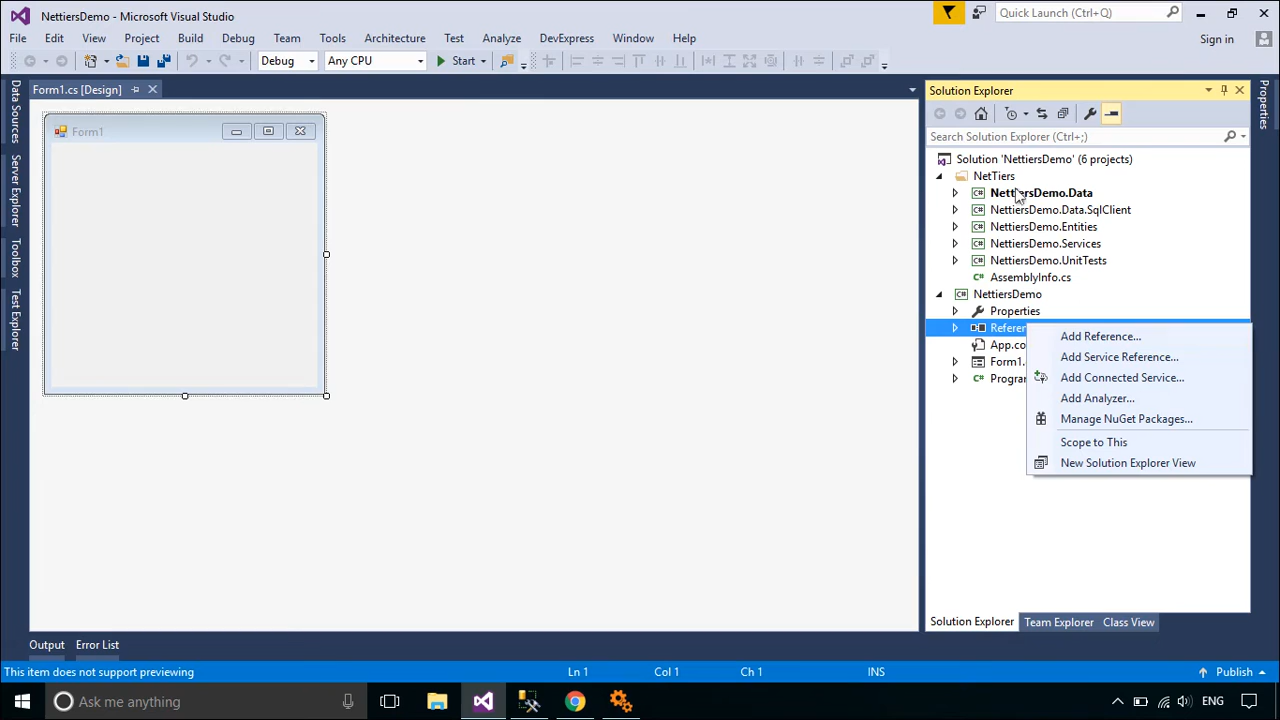 NettiersDemo - Microsoft Visual Studio
Quick Launch (Ctrl+Q)
File Edit View Project Build Debug Team Tools Architecture Test Analyze DevExpress Window Help
Sign in
Debug Any CPU Start
Form1.cs [Design]
Data Sources
Server Explorer
Toolbox
Test Explorer
Form1
Solution Explorer
Search Solution Explorer (Ctrl+;)
Solution 'NettiersDemo' (6 projects)
NetTiers
NettiersDemo.Data
NettiersDemo.Data.SqlClient
NettiersDemo.Entities
NettiersDemo.Services
NettiersDemo.UnitTests
AssemblyInfo.cs
NettiersDemo
Properties
Referen
App.co
Form1.
Program
Add Reference...
Add Service Reference...
Add Connected Service...
Add Analyzer...
Manage NuGet Packages...
Scope to This
New Solution Explorer View
Properties
Solution Explorer Team Explorer Class View
Output Error List
This item does not support previewing Ln 1 Col 1 Ch 1 INS Publish
Ask me anything
ENG